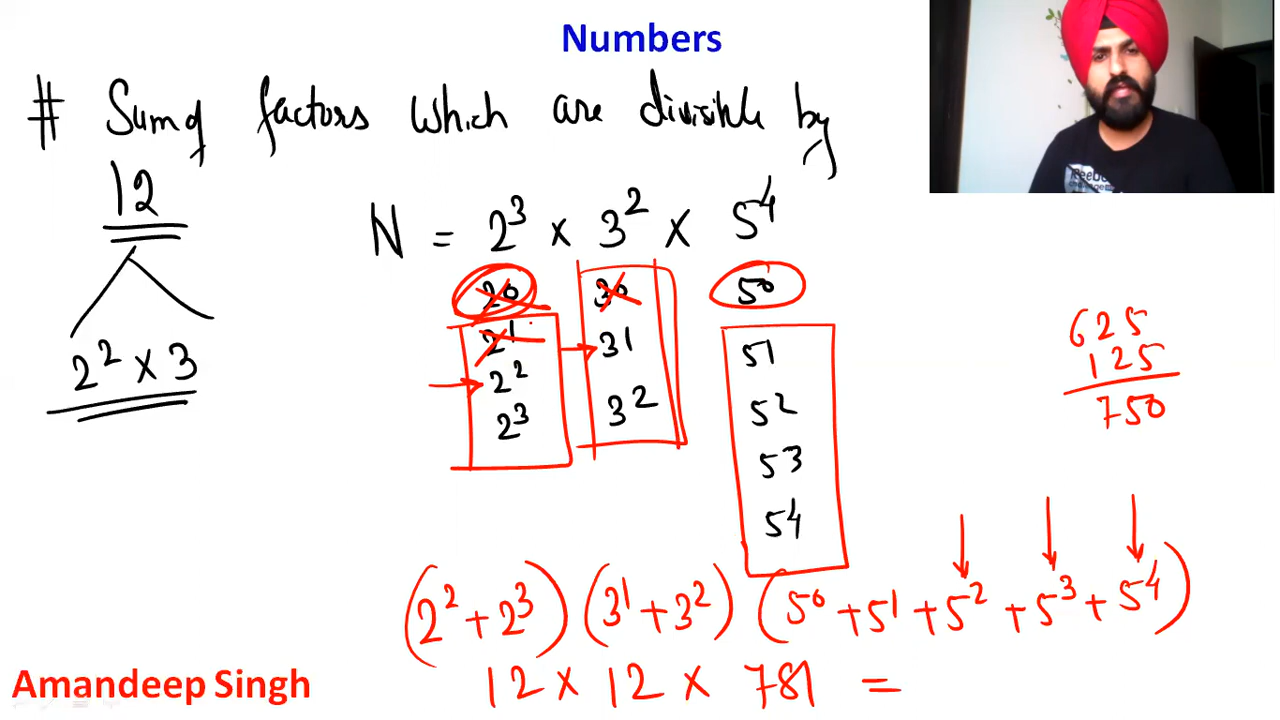 Numbers
# Sum of factors which are divisible by
12
N = 2³ × 3² × 5⁴
2⁰ 3⁰ 5⁰
2¹ 3¹ 5¹
2² 3² 5²
2³ 5³
5⁴
2² × 3
625
125
750
Reebok
(2² + 2³) (3¹ + 3²) (5⁰ + 5¹ + 5² + 5³ + 5⁴)
12 × 12 × 781 =
Amandeep Singh